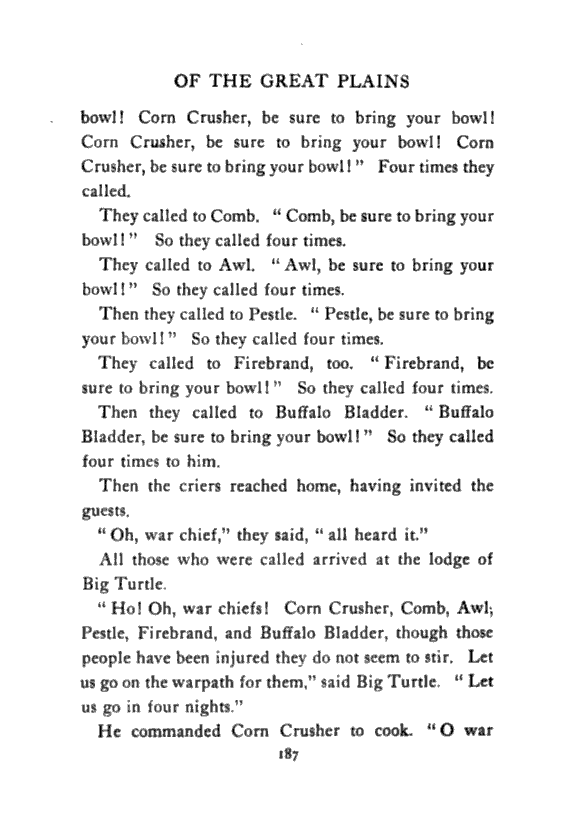 OF THE GREAT PLAINS
bowl! Corn Crusher, be sure to bring your bowl!
Corn Crusher, be sure to bring your bowl! Corn
Crusher, be sure to bring your bowl!" Four times they
called.
They called to Comb. "Comb, be sure to bring your
bowl!" So they called four times.
They called to Awl. "Awl, be sure to bring your
bowl!" So they called four times.
Then they called to Pestle. "Pestle, be sure to bring
your bowl!" So they called four times.
They called to Firebrand, too. "Firebrand, be
sure to bring your bowl!" So they called four times.
Then they called to Buffalo Bladder. "Buffalo
Bladder, be sure to bring your bowl!" So they called
four times to him.
Then the criers reached home, having invited the
guests.
"Oh, war chief," they said, "all heard it."
All those who were called arrived at the lodge of
Big Turtle.
"Ho! Oh, war chiefs! Corn Crusher, Comb, Awl;
Pestle, Firebrand, and Buffalo Bladder, though those
people have been injured they do not seem to stir. Let
us go on the warpath for them," said Big Turtle. "Let
us go in four nights."
He commanded Corn Crusher to cook. "O war
187